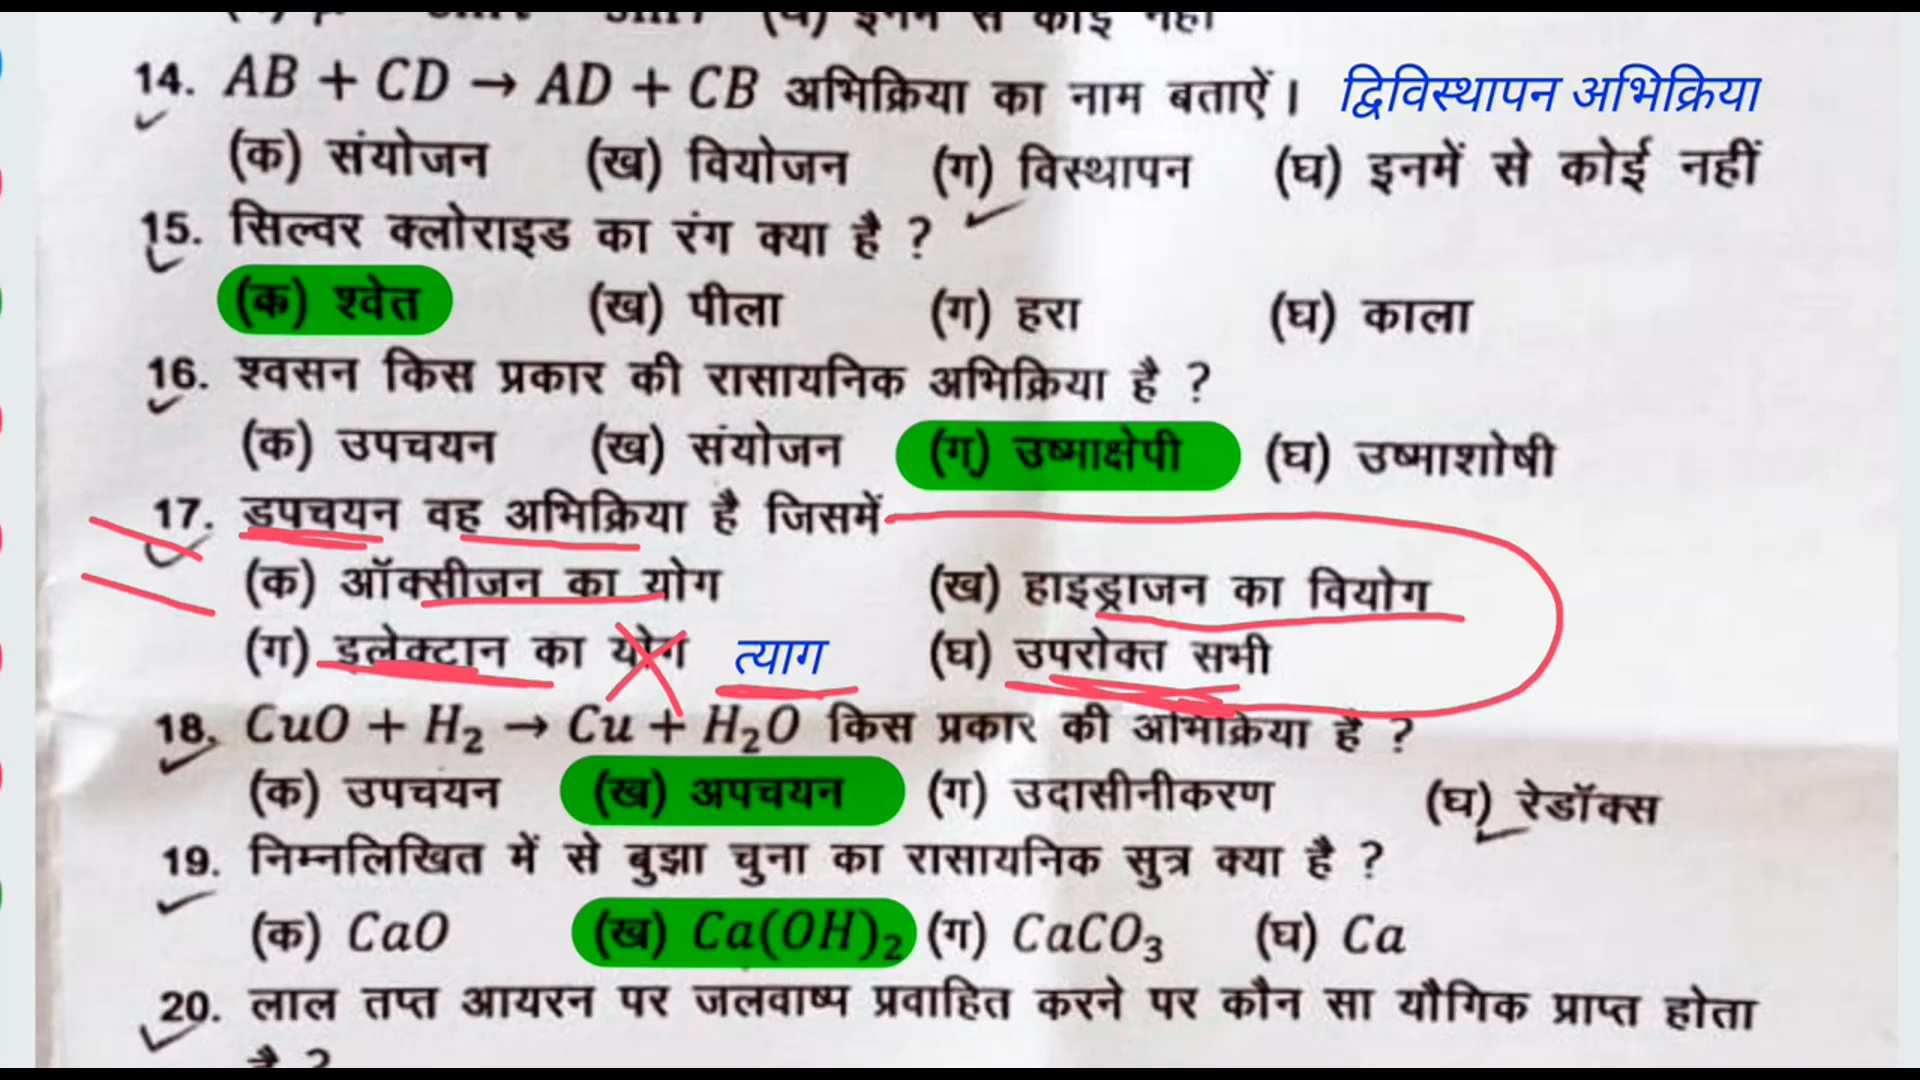 (घ) इनमें से कोई नहीं
14. AB + CD → AD + CB अभिक्रिया का नाम बताऐं। द्विविस्थापन अभिक्रिया
(क) संयोजन (ख) वियोजन (ग) विस्थापन (घ) इनमें से कोई नहीं
15. सिल्वर क्लोराइड का रंग क्या है ?
(क) श्वेत (ख) पीला (ग) हरा (घ) काला
16. श्वसन किस प्रकार की रासायनिक अभिक्रिया है ?
(क) उपचयन (ख) संयोजन (ग) उष्माक्षेपी (घ) उष्माशोषी
17. डपचयन वह अभिक्रिया है जिसमें
(क) ऑक्सीजन का योग (ख) हाइड्राजन का वियोग
(ग) इलेक्टान का योग त्याग (घ) उपरोक्त सभी
18. CuO + H₂ → Cu + H₂O किस प्रकार की अभिक्रिया है ?
(क) उपचयन (ख) अपचयन (ग) उदासीनीकरण (घ) रेडॉक्स
19. निम्नलिखित में से बुझा चुना का रासायनिक सुत्र क्या है ?
(क) CaO (ख) Ca(OH)₂ (ग) CaCO₃ (घ) Ca
20. लाल तप्त आयरन पर जलवाष्प प्रवाहित करने पर कौन सा यौगिक प्राप्त होता
है ?